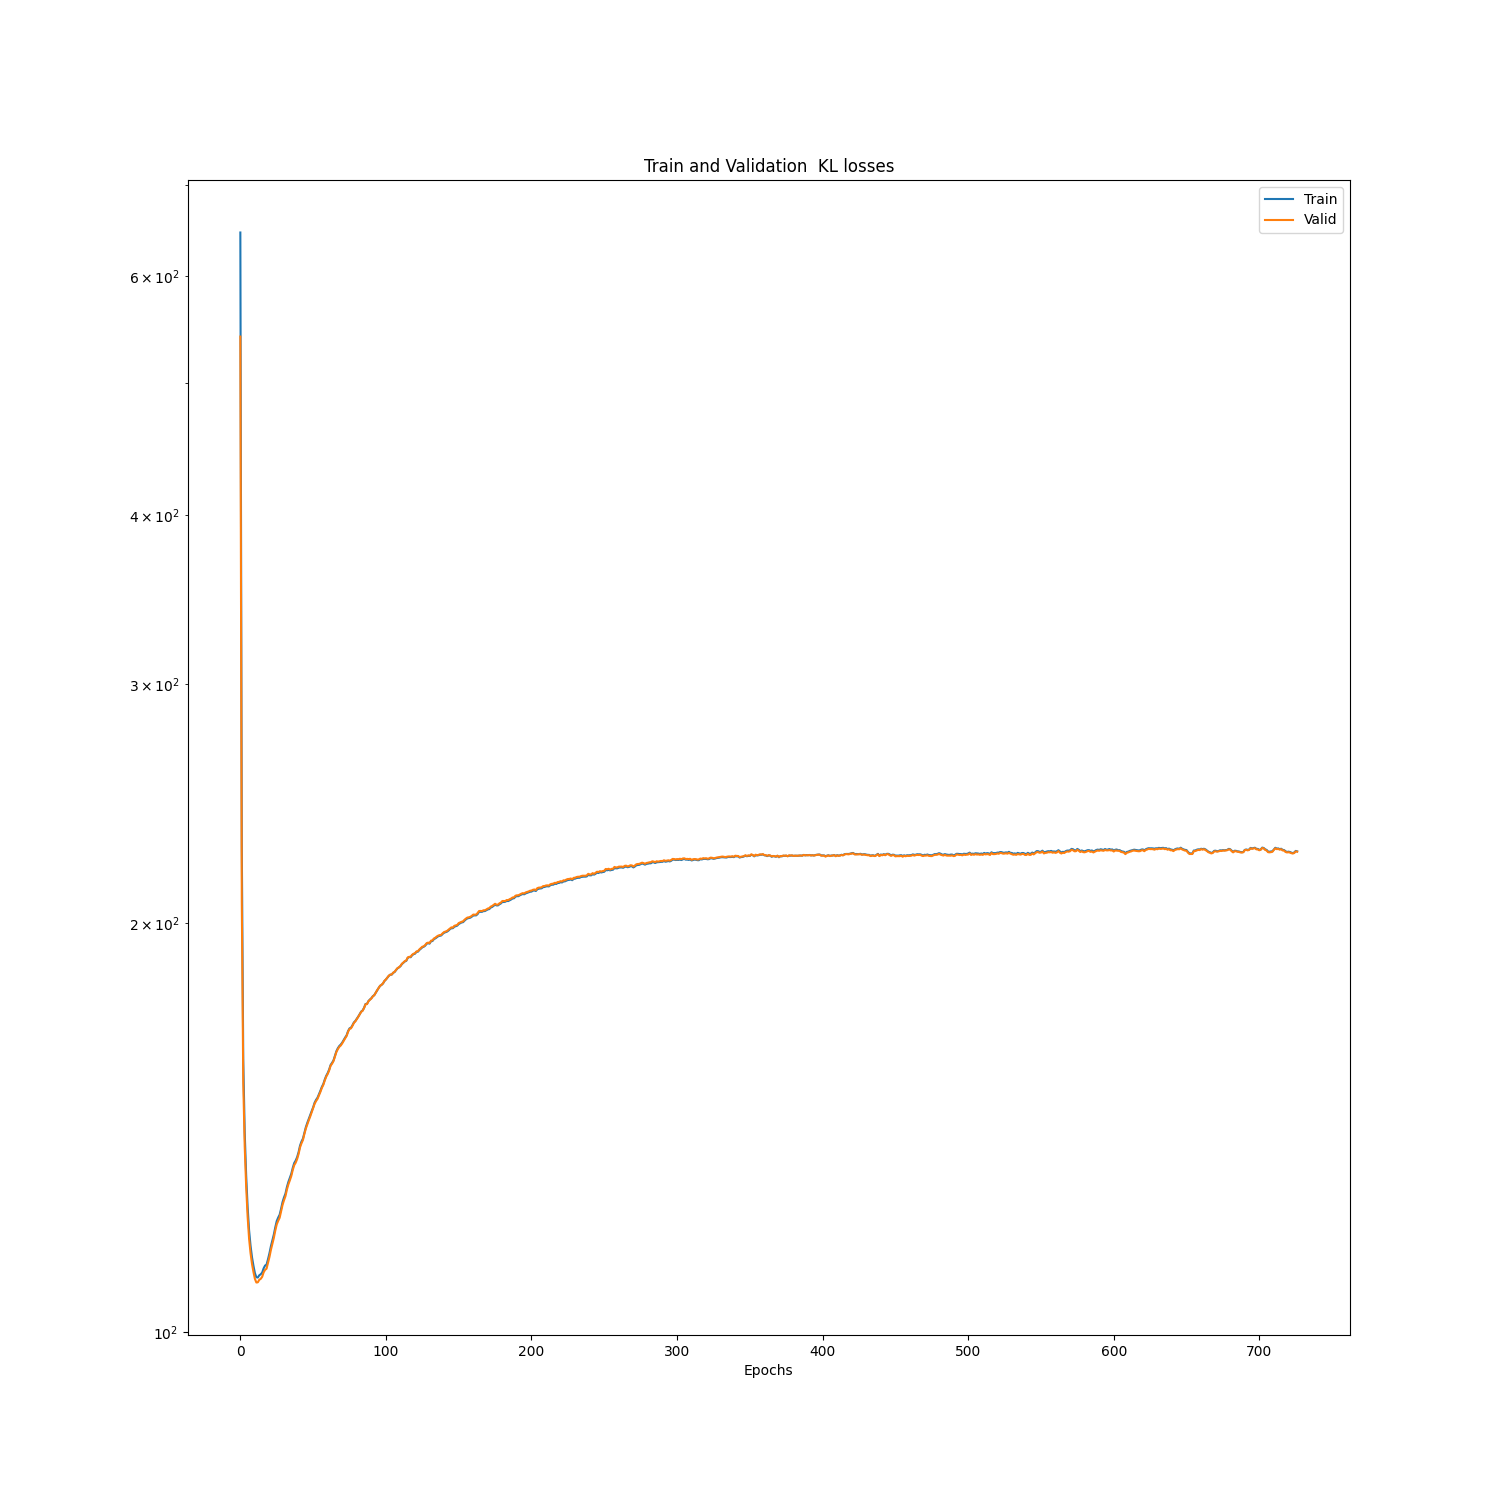 Train and Validation  KL losses
Train
Valid
6 × 10²
4 × 10²
3 × 10²
2 × 10²
10²
0 100 200 300 400 500 600 700
Epochs